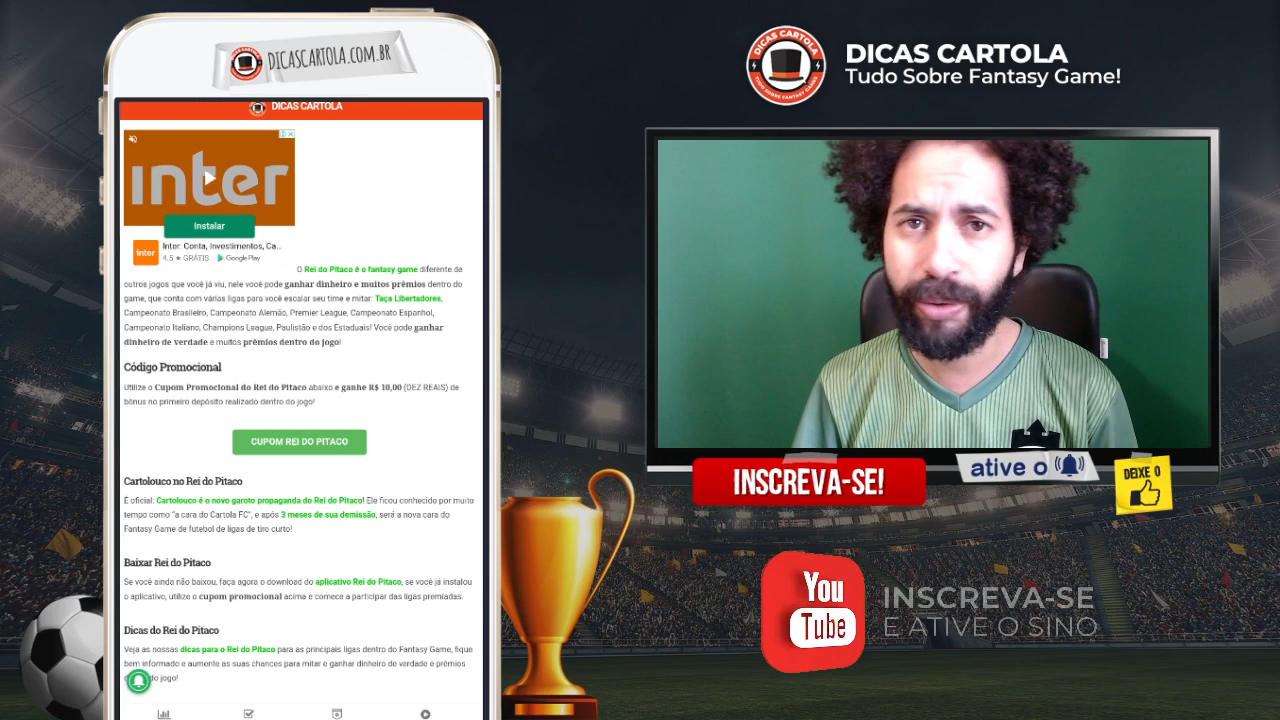 DICASCARTOLA.COM.BR
DICAS CARTOLA
inter
Instalar
inter
Inter: Conta, Investimentos, Ca...
4.5 ★ GRÁTIS Google Play
O Rei do Pitaco é o fantasy game diferente de
outros jogos que você já viu, nele você pode ganhar dinheiro e muitos prêmios dentro do
game, que conta com várias ligas para você escalar seu time e mitar: Taça Libertadores,
Campeonato Brasileiro, Campeonato Alemão, Premier League, Campeonato Espanhol,
Campeonato Italiano, Champions League, Paulistão e dos Estaduais! Você pode ganhar
dinheiro de verdade e muitos prêmios dentro do jogo!
Código Promocional
Utilize o Cupom Promocional do Rei do Pitaco abaixo e ganhe R$ 10,00 (DEZ REAIS) de
bônus no primeiro depósito realizado dentro do jogo!
CUPOM REI DO PITACO
Cartolouco no Rei do Pitaco
É oficial: Cartolouco é o novo garoto propaganda do Rei do Pitaco! Ele ficou conhecido por muito
tempo como "a cara do Cartola FC", e após 3 meses de sua demissão, será a nova cara do
Fantasy Game de futebol de ligas de tiro curto!
Baixar Rei do Pitaco
Se você ainda não baixou, faça agora o download do aplicativo Rei do Pitaco, se você já instalou
o aplicativo, utilize o cupom promocional acima e comece a participar das ligas premiadas.
Dicas do Rei do Pitaco
Veja as nossas dicas para o Rei do Pitaco para as principais ligas dentro do Fantasy Game, fique
bem informado e aumente as suas chances para mitar e ganhar dinheiro de verdade e prêmios
do jogo!
DICAS CARTOLA
TUDO SOBRE FANTASY GAMES
DICAS CARTOLA
Tudo Sobre Fantasy Game!
INSCREVA-SE!
ative o
DEIXE O
You
Tube
INSCREVA-SE
E ATIVE O SINO